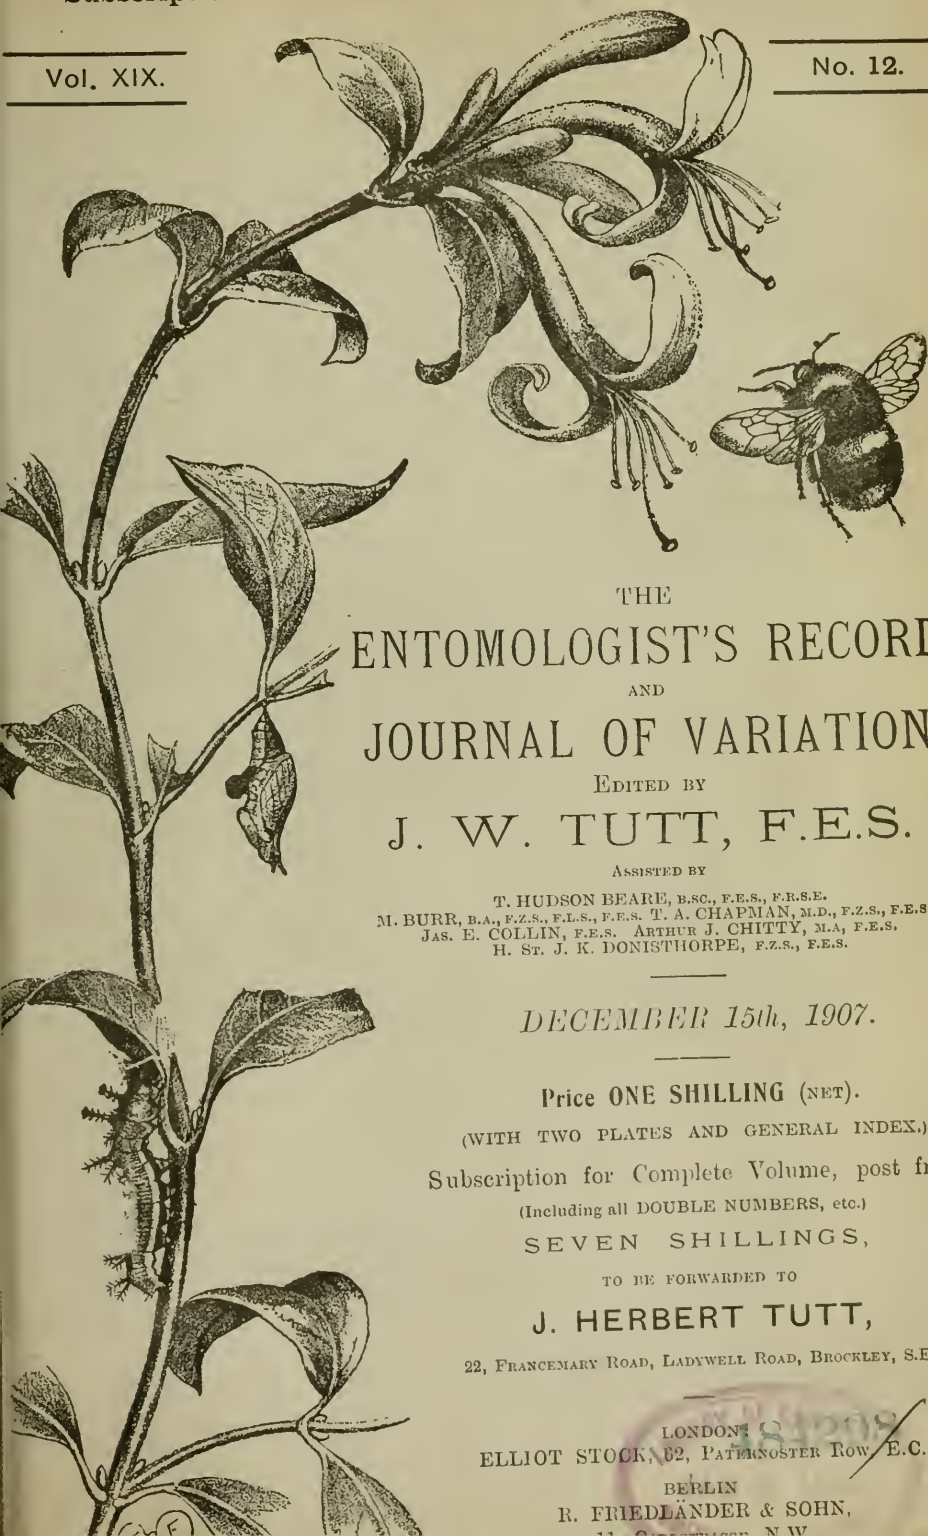 Vol. XIX.
No. 12.
THE
ENTOMOLOGIST'S RECORD
AND
JOURNAL OF VARIATION
EDITED BY
J. W. TUTT, F.E.S.
ASSISTED BY
T. HUDSON BEARE, B.SC., F.E.S., F.R.S.E.
M. BURR, B.A., F.Z.S., F.L.S., F.E.S. T. A. CHAPMAN, M.D., F.Z.S., F.E.S
JAS. E. COLLIN, F.E.S. ARTHUR J. CHITTY, M.A, F.E.S.
H. ST. J. K. DONISTHORPE, F.Z.S., F.E.S.
DECEMBER 15th, 1907.
Price ONE SHILLING (NET).
(WITH TWO PLATES AND GENERAL INDEX.)
Subscription for Complete Volume, post fr
(Including all DOUBLE NUMBERS, etc.)
SEVEN SHILLINGS,
TO BE FORWARDED TO
J. HERBERT TUTT,
22, FRANCEMARY ROAD, LADYWELL ROAD, BROCKLEY, S.E
LONDON:
ELLIOT STOCK, 62, PATERNOSTER ROW, E.C.
BERLIN
R. FRIEDLÄNDER & SOHN,